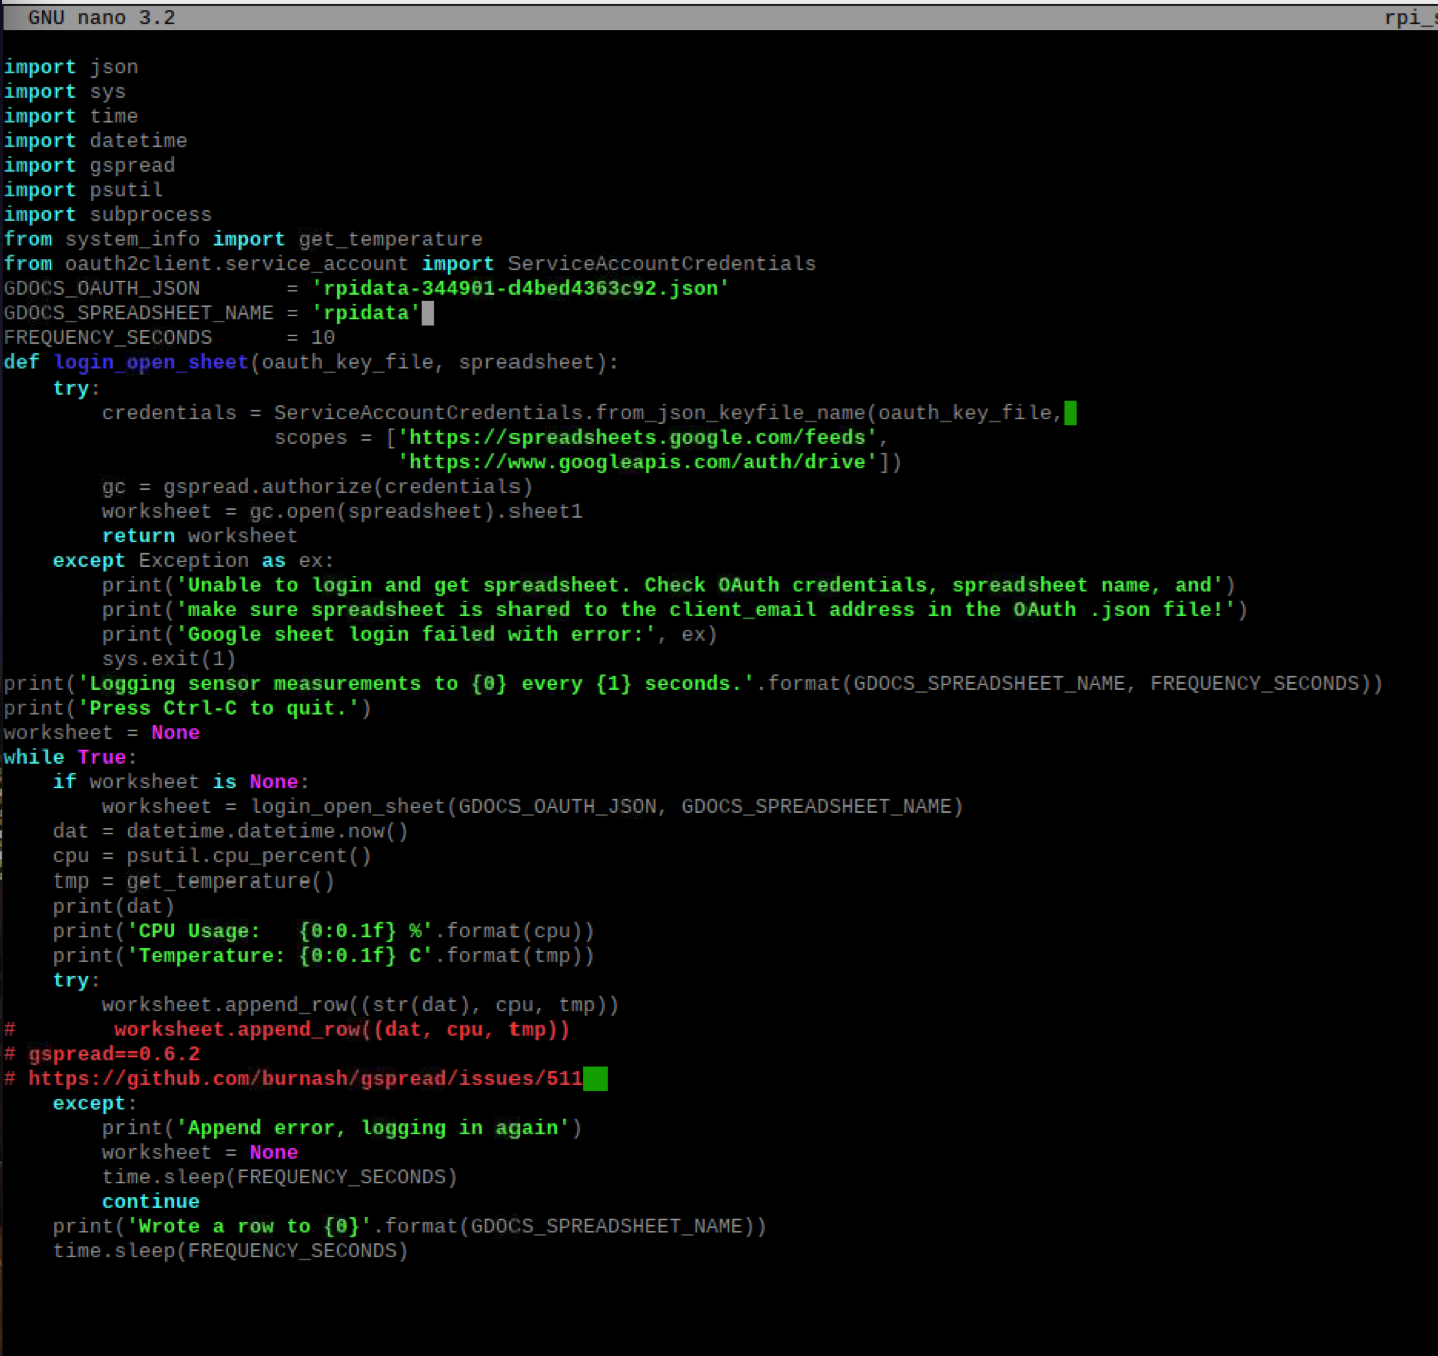 GNU nano 3.2 rpi_s
import json
import sys
import time
import datetime
import gspread
import psutil
import subprocess
from system_info import get_temperature
from oauth2client.service_account import ServiceAccountCredentials
GDOCS_OAUTH_JSON       = 'rpidata-344901-d4bed4363c92.json'
GDOCS_SPREADSHEET_NAME = 'rpidata'
FREQUENCY_SECONDS      = 10
def login_open_sheet(oauth_key_file, spreadsheet):
    try:
        credentials = ServiceAccountCredentials.from_json_keyfile_name(oauth_key_file,
                      scopes = ['https://spreadsheets.google.com/feeds',
                                'https://www.googleapis.com/auth/drive'])
        gc = gspread.authorize(credentials)
        worksheet = gc.open(spreadsheet).sheet1
        return worksheet
    except Exception as ex:
        print('Unable to login and get spreadsheet. Check OAuth credentials, spreadsheet name, and')
        print('make sure spreadsheet is shared to the client_email address in the OAuth .json file!')
        print('Google sheet login failed with error:', ex)
        sys.exit(1)
print('Logging sensor measurements to {0} every {1} seconds.'.format(GDOCS_SPREADSHEET_NAME, FREQUENCY_SECONDS))
print('Press Ctrl-C to quit.')
worksheet = None
while True:
    if worksheet is None:
        worksheet = login_open_sheet(GDOCS_OAUTH_JSON, GDOCS_SPREADSHEET_NAME)
    dat = datetime.datetime.now()
    cpu = psutil.cpu_percent()
    tmp = get_temperature()
    print(dat)
    print('CPU Usage:   {0:0.1f} %'.format(cpu))
    print('Temperature: {0:0.1f} C'.format(tmp))
    try:
        worksheet.append_row((str(dat), cpu, tmp))
#        worksheet.append_row((dat, cpu, tmp))
# gspread==0.6.2
# https://github.com/burnash/gspread/issues/511
    except:
        print('Append error, logging in again')
        worksheet = None
        time.sleep(FREQUENCY_SECONDS)
        continue
    print('Wrote a row to {0}'.format(GDOCS_SPREADSHEET_NAME))
    time.sleep(FREQUENCY_SECONDS)